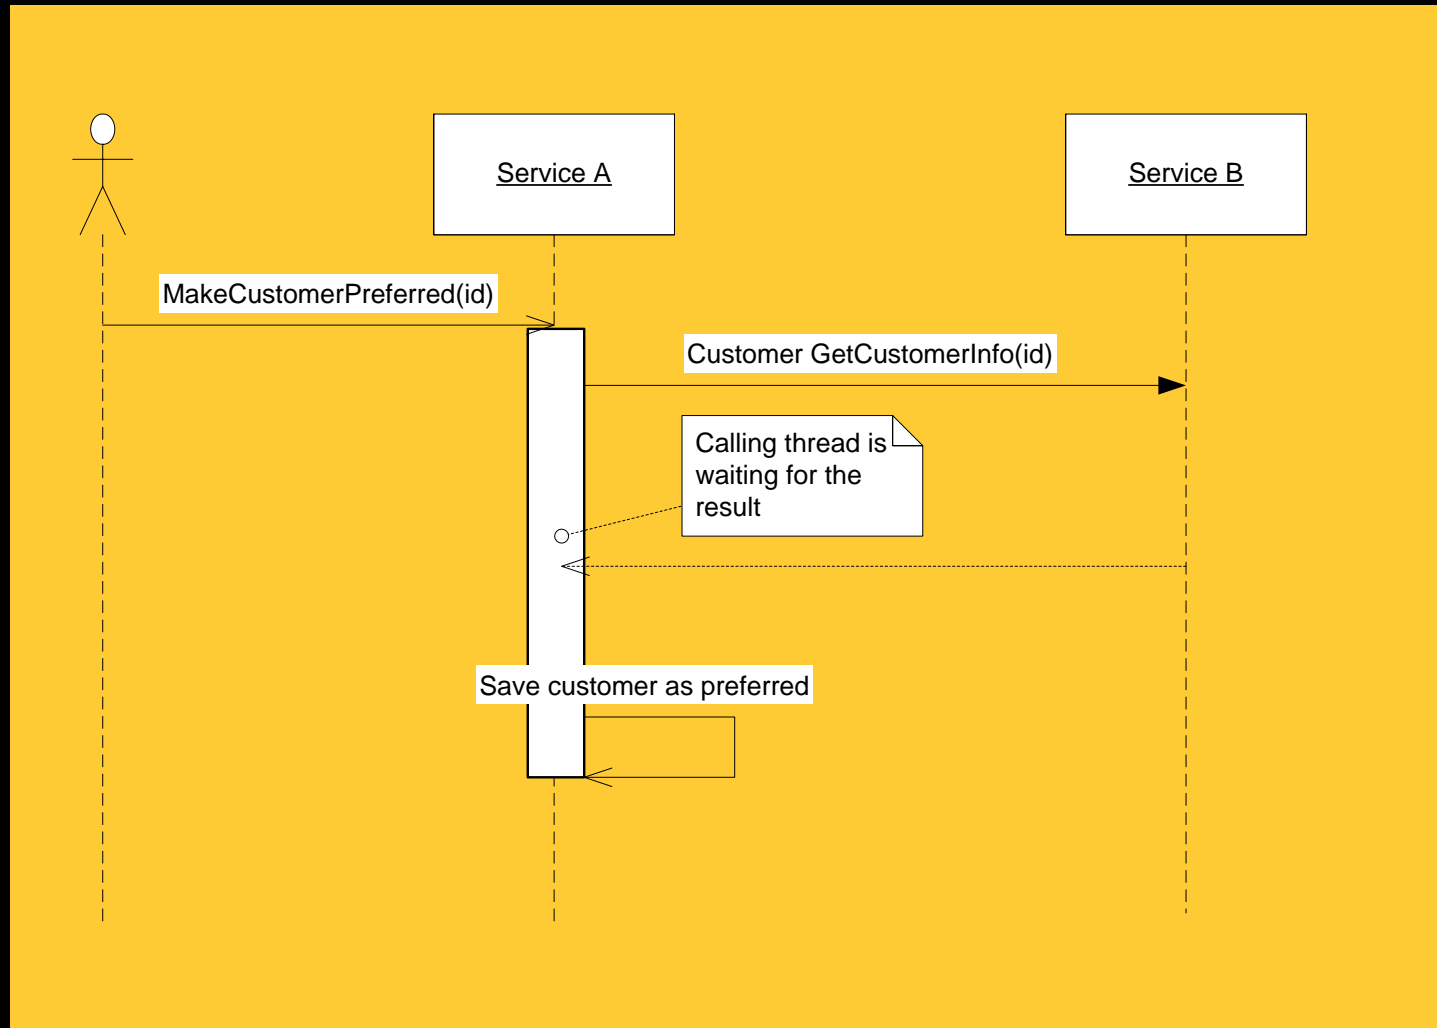 Service A
Service B
MakeCustomerPreferred(id)
Customer GetCustomerInfo(id)
Calling thread is
waiting for the
result
Save customer as preferred